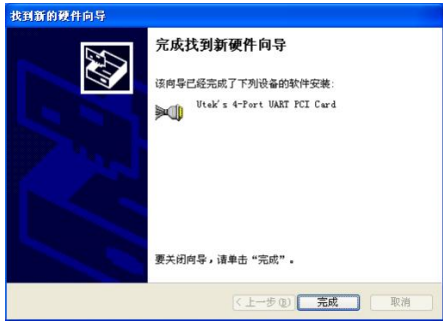 找到新的硬件向导
完成找到新硬件向导
该向导已经完成了下列设备的软件安装:
Utek's 4-Port UART PCI Card
要关闭向导，请单击“完成”。
< 上一步(B) 完成 取消